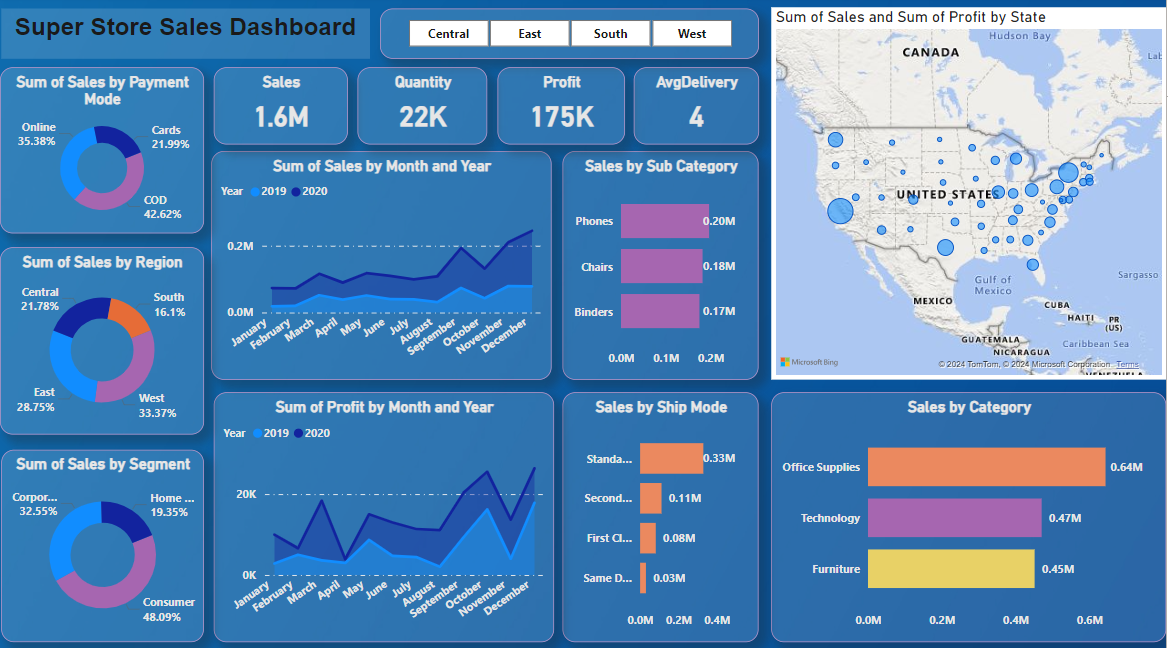 Super Store Sales Dashboard
Central
East
South
West
Sum of Sales by Payment
Mode
Online
35.38%
Cards
21.99%
COD
42.62%
Sales
1.6M
Quantity
22K
Profit
175K
AvgDelivery
4
Sum of Sales by Month and Year
Year
2019
2020
0.2M
0.0M
January
February
March
April
May
June
July
August
September
October
November
December
Sales by Sub Category
Phones
0.20M
Chairs
0.18M
Binders
0.17M
0.0M
0.1M
0.2M
Sum of Sales and Sum of Profit by State
Hudson Bay
CANADA
Lab
UNITED STATES
Gulf of
Mexico
Sargasso
MEXICO
CUBA
HAITI
PR
(US)
GUATEMALA
Caribbean Sea
NICARAGUA
Microsoft Bing
© 2024 TomTom, © 2024 Microsoft Corporation
Terms
VENEZUELA
Sum of Sales by Region
Central
21.78%
South
16.1%
East
28.75%
West
33.37%
Sum of Sales by Segment
Corpor...
32.55%
Home ...
19.35%
Consumer
48.09%
Sum of Profit by Month and Year
Year
2019
2020
20K
0K
January
February
March
April
May
June
July
August
September
October
November
December
Sales by Ship Mode
Standa...
0.33M
Second...
0.11M
First Cl...
0.08M
Same D...
0.03M
0.0M
0.2M
0.4M
Sales by Category
Office Supplies
0.64M
Technology
0.47M
Furniture
0.45M
0.0M
0.2M
0.4M
0.6M